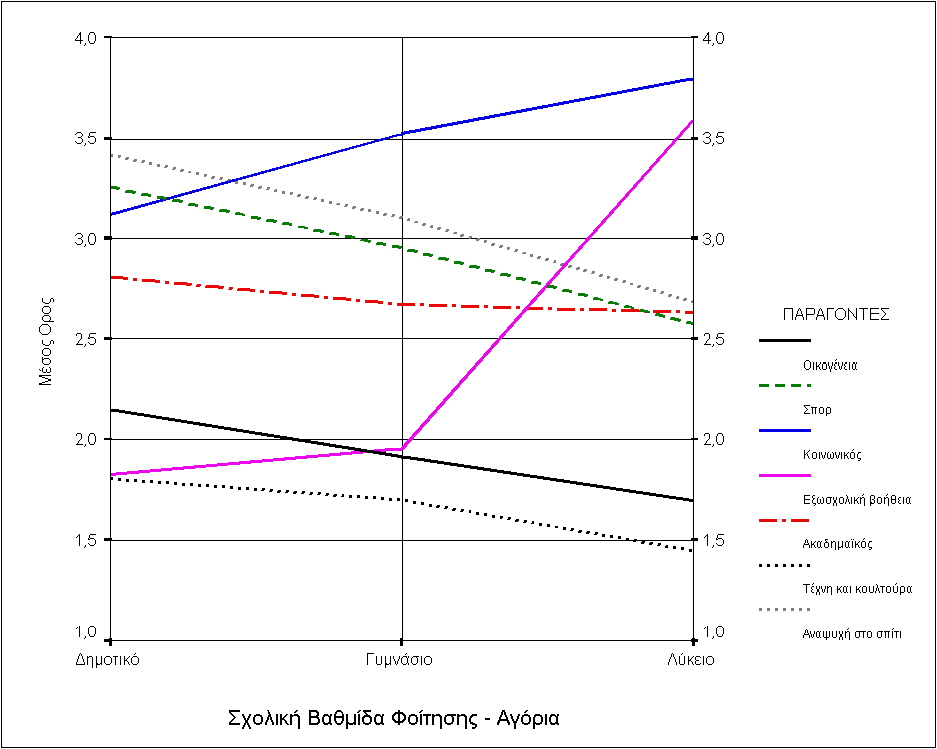 4,0 4,0
3,5 3,5
3,0 3,0
2,5 2,5
2,0 2,0
1,5 1,5
1,0 1,0
Μέσος Όρος
Δημοτικό Γυμνάσιο Λύκειο
Σχολική Βαθμίδα Φοίτησης - Αγόρια
ΠΑΡΑΓΟΝΤΕΣ
Οικογένεια
Σπορ
Κοινωνικός
Εξωσχολική βοήθεια
Ακαδημαϊκός
Τέχνη και κουλτούρα
Αναψυχή στο σπίτι